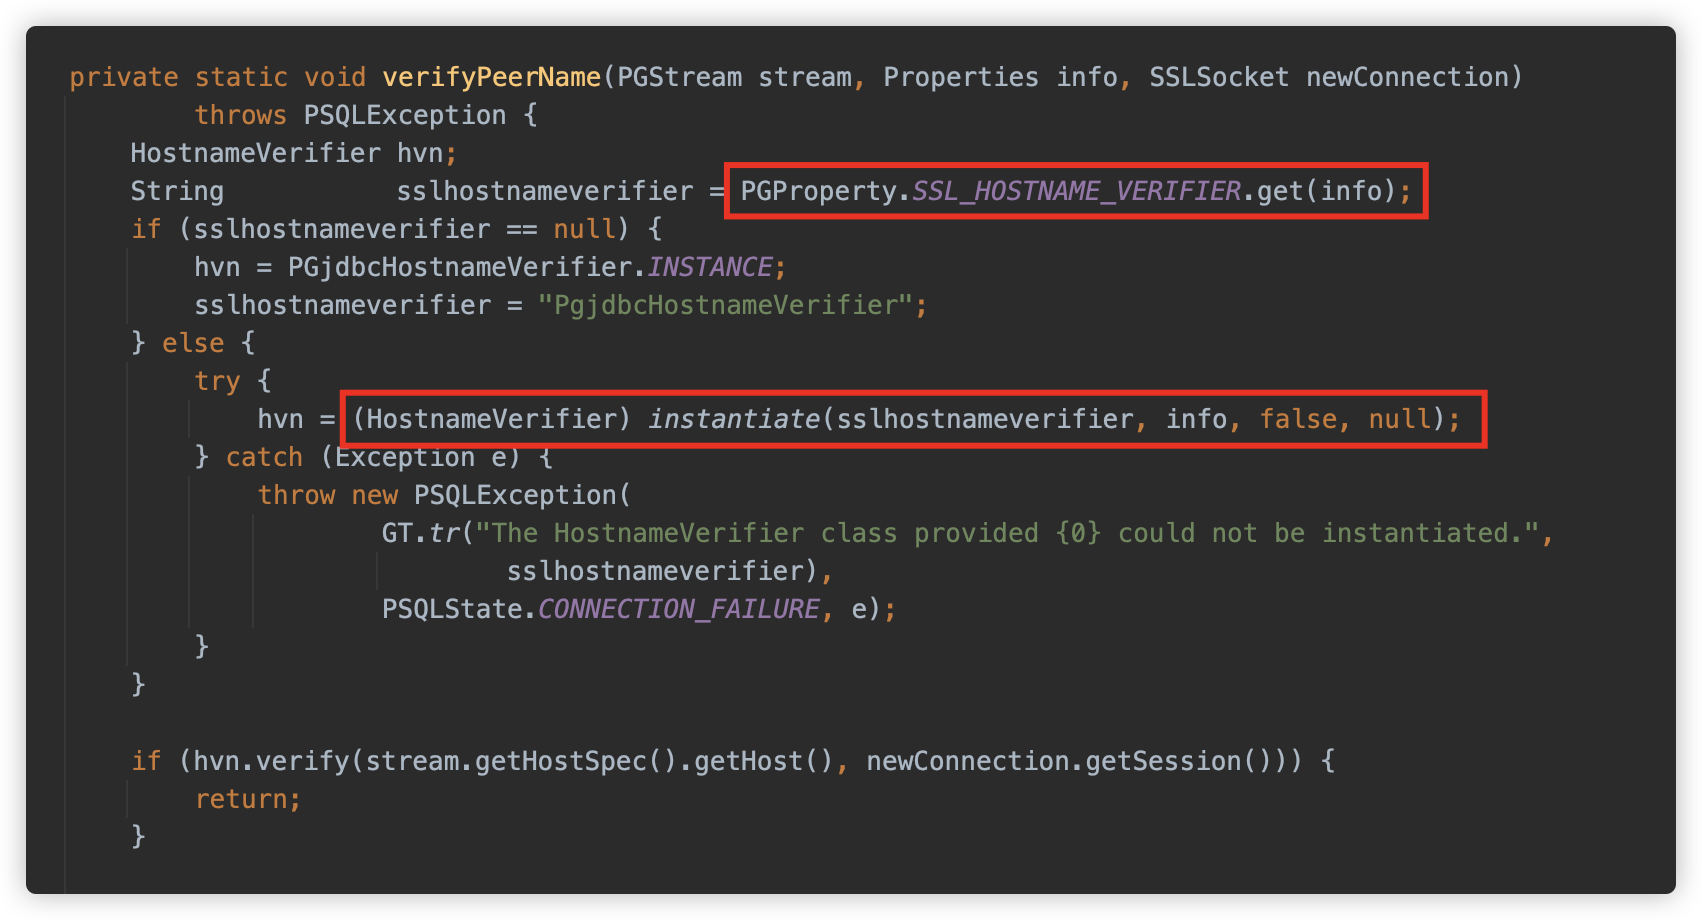 private static void verifyPeerName(PGStream stream, Properties info, SSLSocket newConnection)
throws PSQLException {
HostnameVerifier hvn;
String sslhostnameverifier = PGProperty.SSL_HOSTNAME_VERIFIER.get(info);
if (sslhostnameverifier == null) {
hvn = PGjdbcHostnameVerifier.INSTANCE;
sslhostnameverifier = "PgjdbcHostnameVerifier";
} else {
try {
hvn = (HostnameVerifier) instantiate(sslhostnameverifier, info, false, null);
} catch (Exception e) {
throw new PSQLException(
GT.tr("The HostnameVerifier class provided {0} could not be instantiated.",
sslhostnameverifier),
PSQLState.CONNECTION_FAILURE, e);
}
}
if (hvn.verify(stream.getHostSpec().getHost(), newConnection.getSession())) {
return;
}